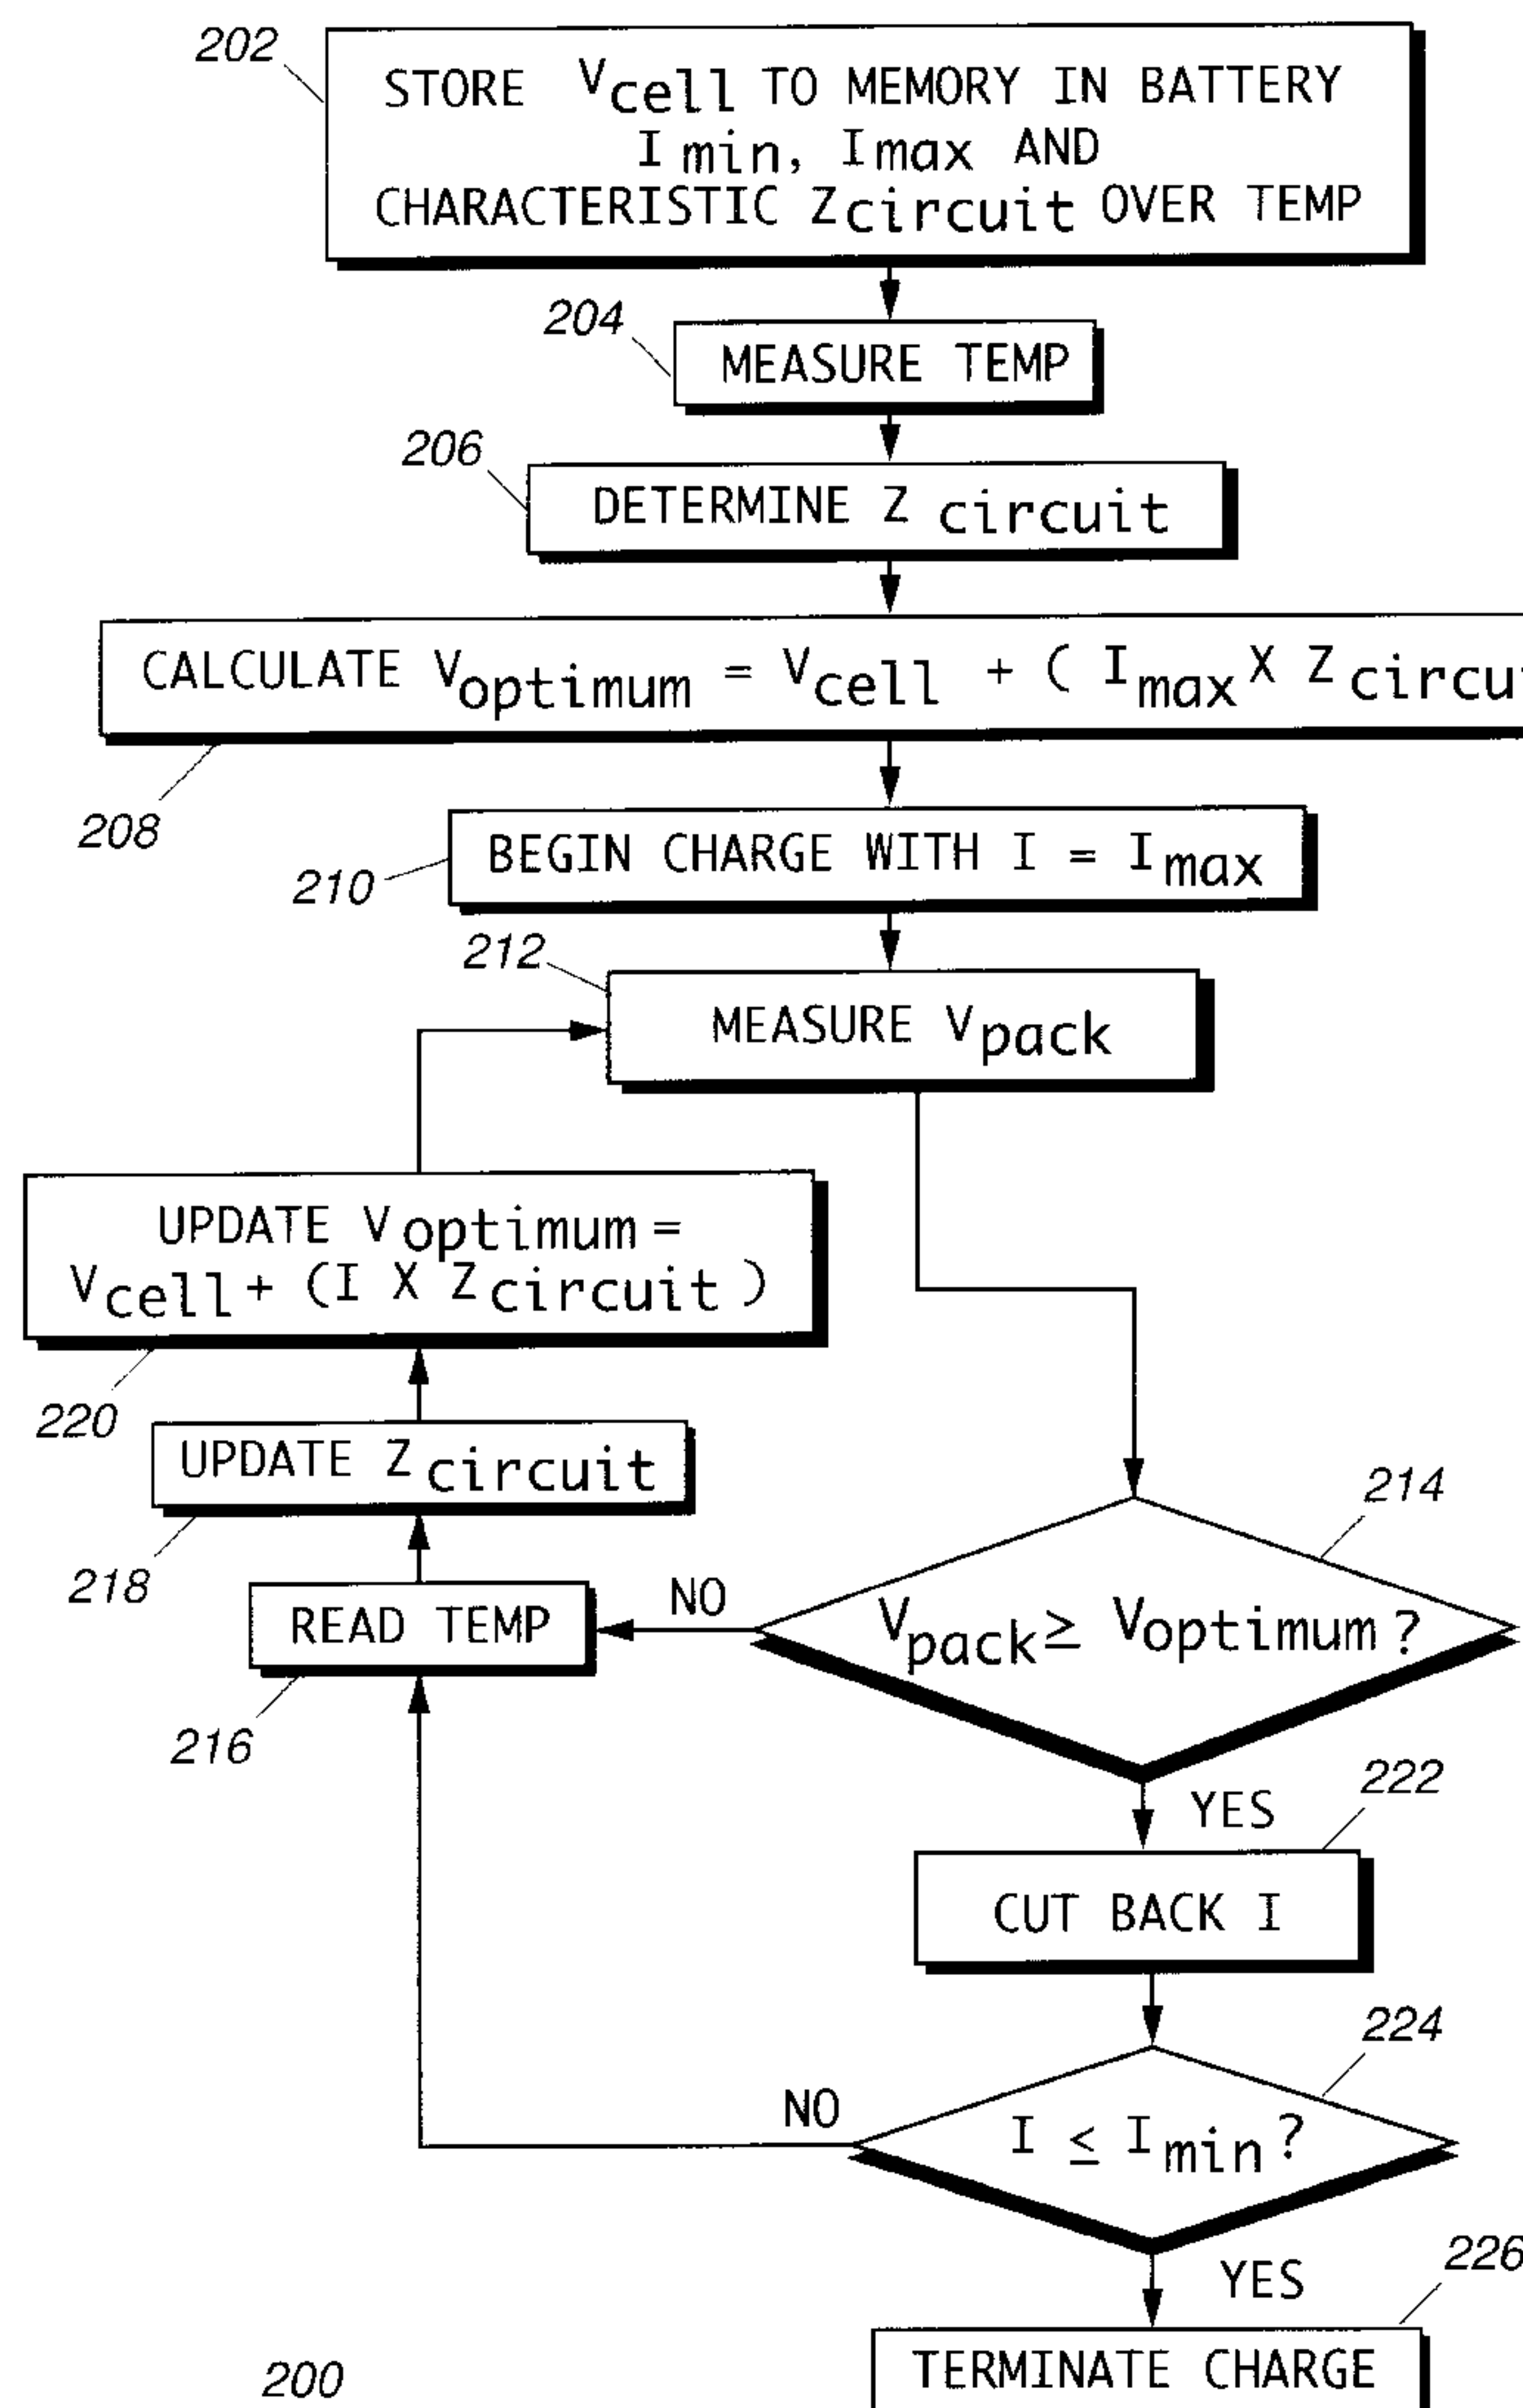 202
STORE Vcell TO MEMORY IN BATTERY
Imin, Imax AND
CHARACTERISTIC Zcircuit OVER TEMP
204
MEASURE TEMP
206
DETERMINE Z circuit
CALCULATE Voptimum = Vcell + ( Imax X Z circui
208
BEGIN CHARGE WITH I = Imax
210
212
MEASURE Vpack
UPDATE Voptimum =
Vcell + (I X Zcircuit )
220
UPDATE Zcircuit
218
214
NO
READ TEMP
Vpack ≥ Voptimum ?
216
222
YES
CUT BACK I
224
NO
I ≤ Imin ?
226
YES
TERMINATE CHARGE
200